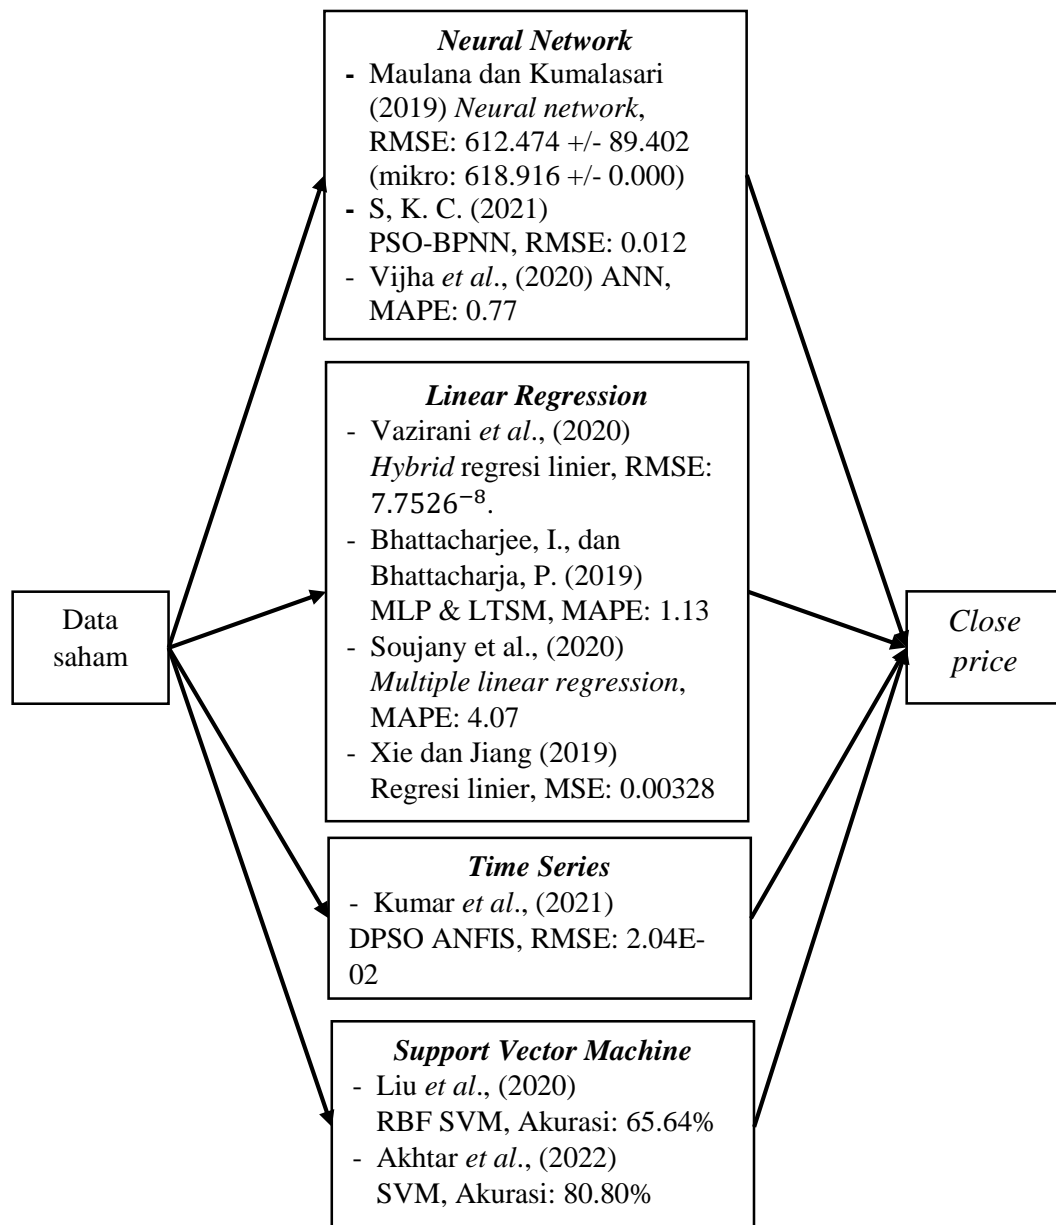 Neural Network
- Maulana dan Kumalasari
(2019) Neural network,
RMSE: 612.474 +/- 89.402
(mikro: 618.916 +/- 0.000)
- S, K. C. (2021)
PSO-BPNN, RMSE: 0.012
- Vijha et al., (2020) ANN,
MAPE: 0.77
Linear Regression
- Vazirani et al., (2020)
Hybrid regresi linier, RMSE:
7.7526⁻⁸.
- Bhattacharjee, I., dan
Bhattacharja, P. (2019)
MLP & LTSM, MAPE: 1.13
- Soujany et al., (2020)
Multiple linear regression,
MAPE: 4.07
- Xie dan Jiang (2019)
Regresi linier, MSE: 0.00328
Data
saham
Close
price
Time Series
- Kumar et al., (2021)
DPSO ANFIS, RMSE: 2.04E-
02
Support Vector Machine
- Liu et al., (2020)
RBF SVM, Akurasi: 65.64%
- Akhtar et al., (2022)
SVM, Akurasi: 80.80%